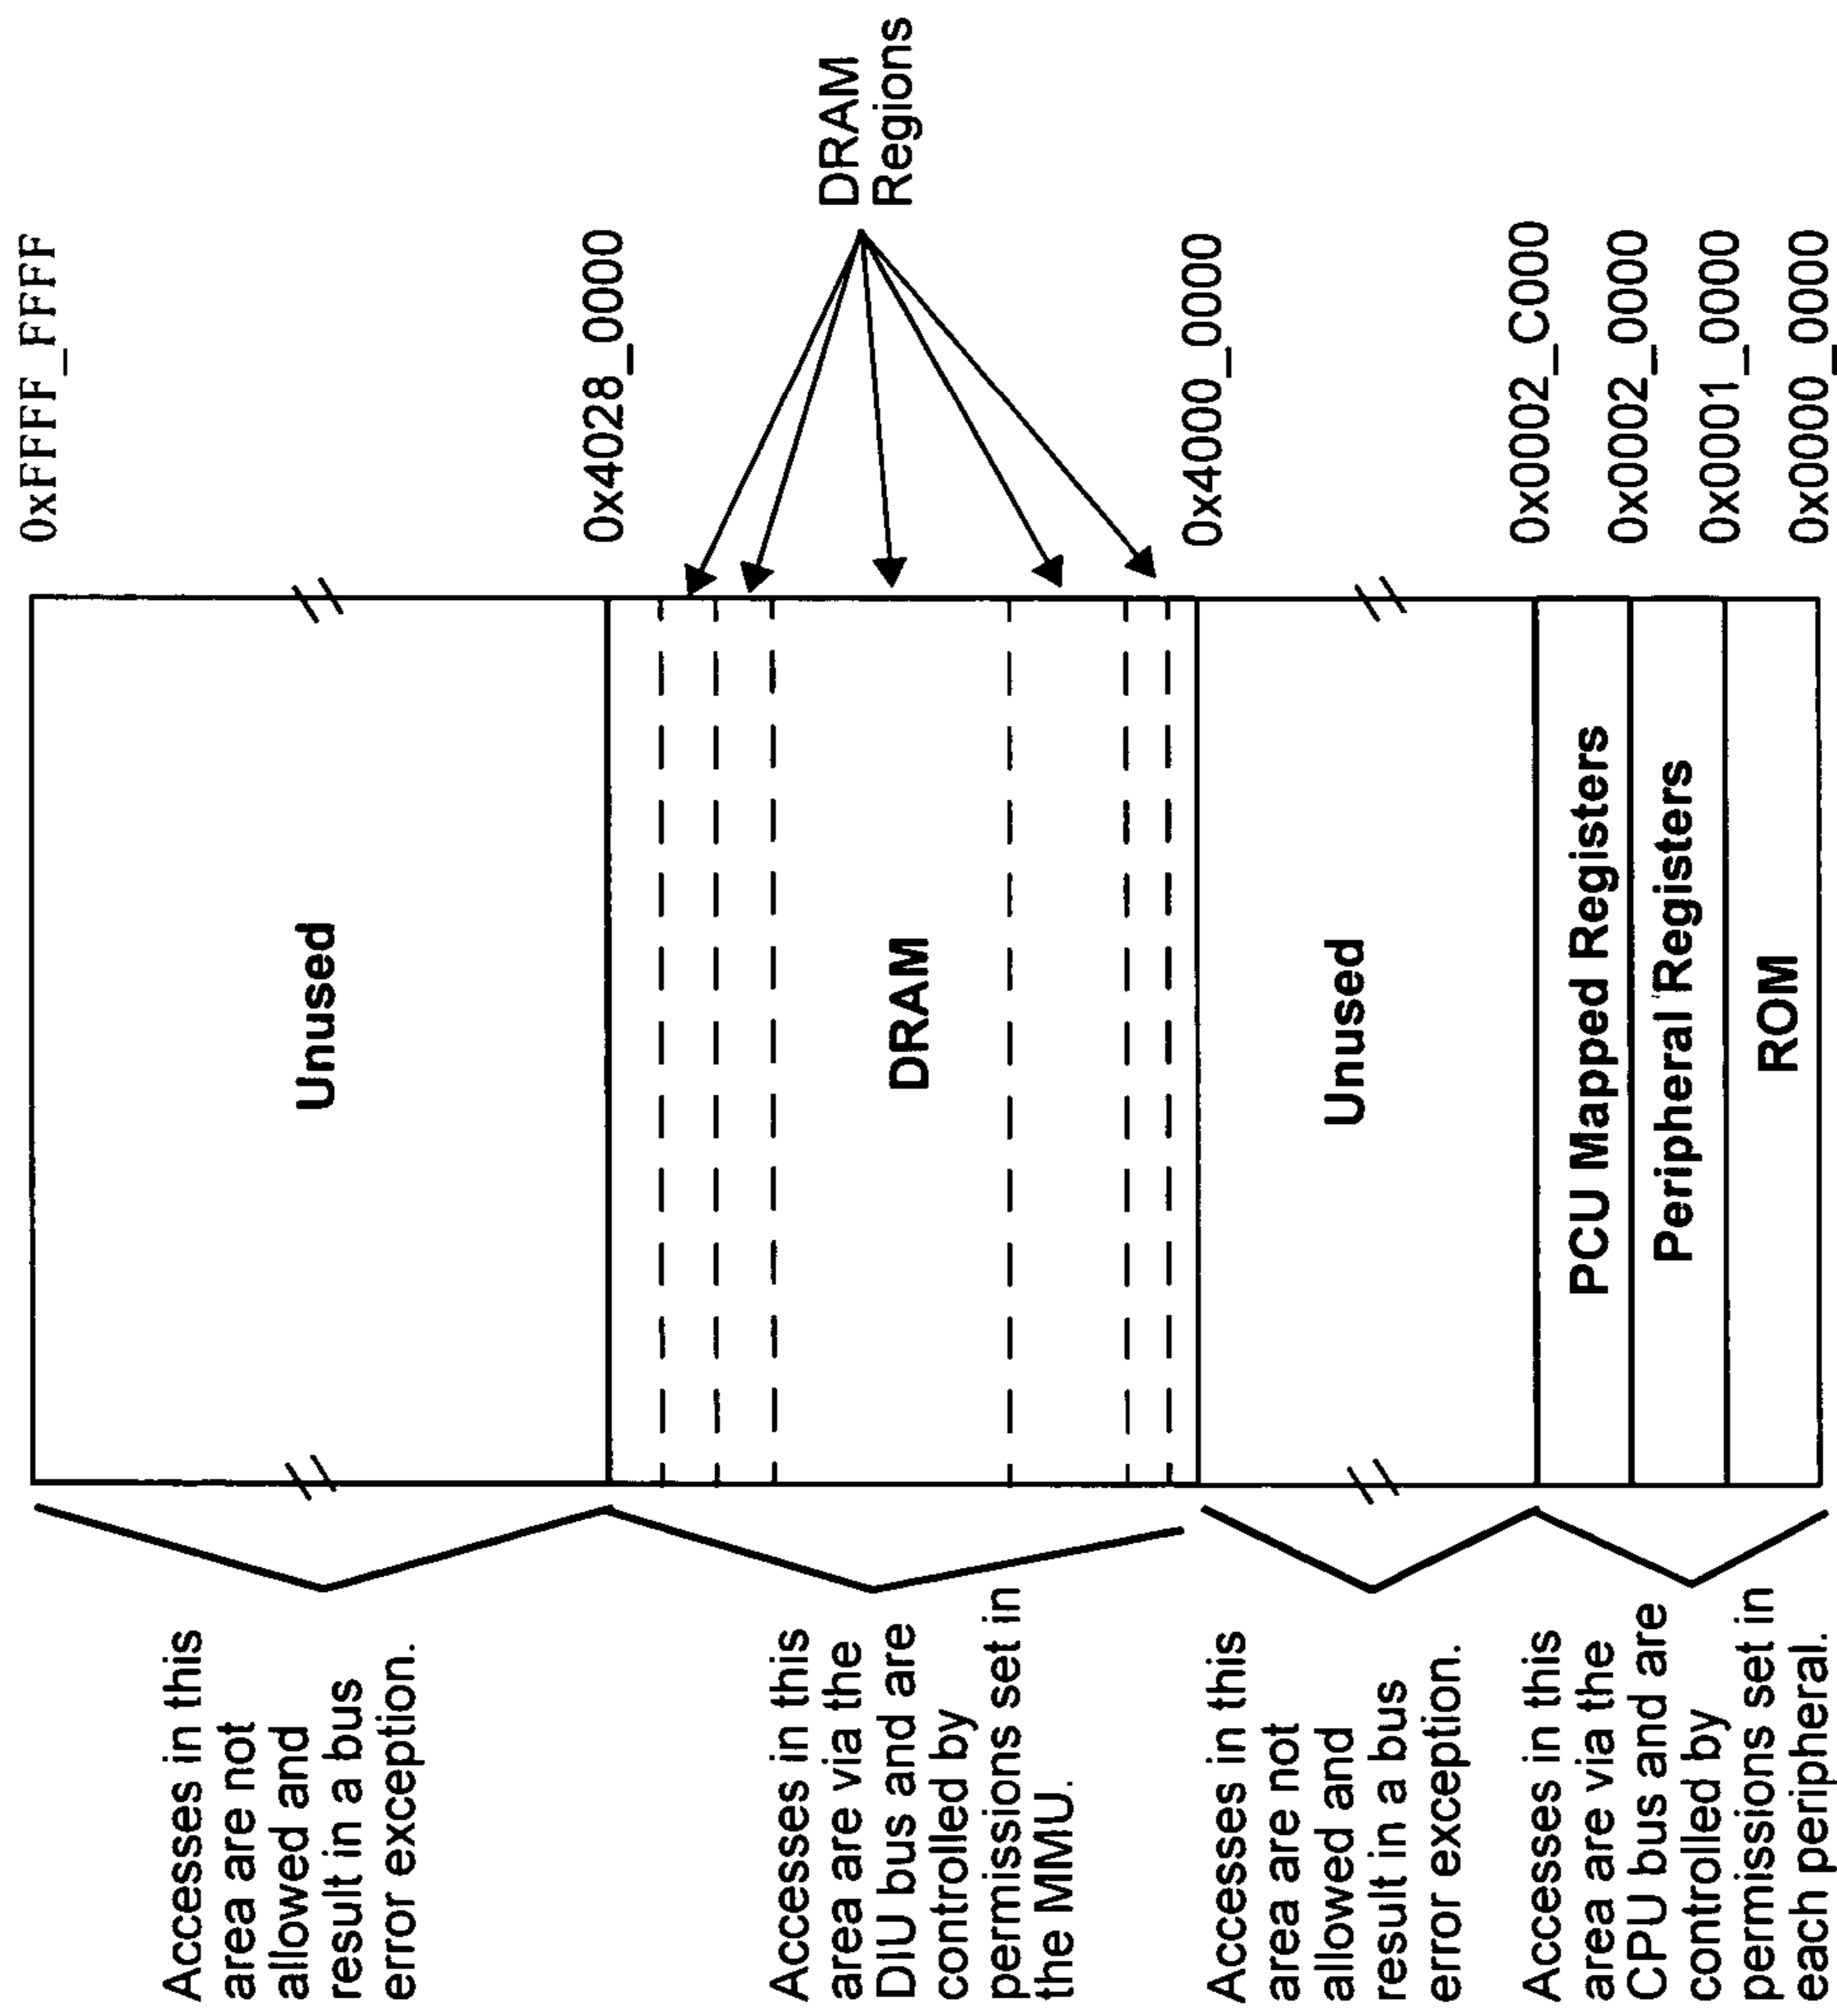 0xFFFF_FFFF
0x4028_0000
DRAM
Regions
0x4000_0000
0x0002_C000
0x0002_0000
0x0001_0000
0x0000_0000
Unused
DRAM
Unused
PCU Mapped Registers
Peripheral Registers
ROM
Accesses in this
area are not
allowed and
result in a bus
error exception.
Accesses in this
area are via the
DIU bus and are
controlled by
permissions set in
the MMU.
Accesses in this
area are not
allowed and
result in a bus
error exception.
Accesses in this
area are via the
CPU bus and are
controlled by
permissions set in
each peripheral.